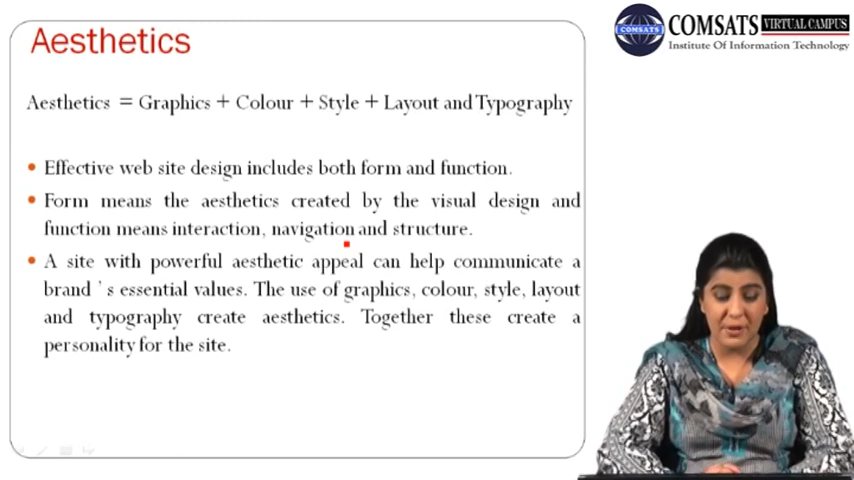 Aesthetics
Aesthetics = Graphics + Colour + Style + Layout and Typography
Effective web site design includes both form and function.
Form means the aesthetics created by the visual design and
function means interaction, navigation and structure.
A site with powerful aesthetic appeal can help communicate a
brand 's essential values. The use of graphics, colour, style, layout
and typography create aesthetics. Together these create a
personality for the site.
COMSATS
COMSATS VIRTUAL CAMPUS
Institute Of Information Technology